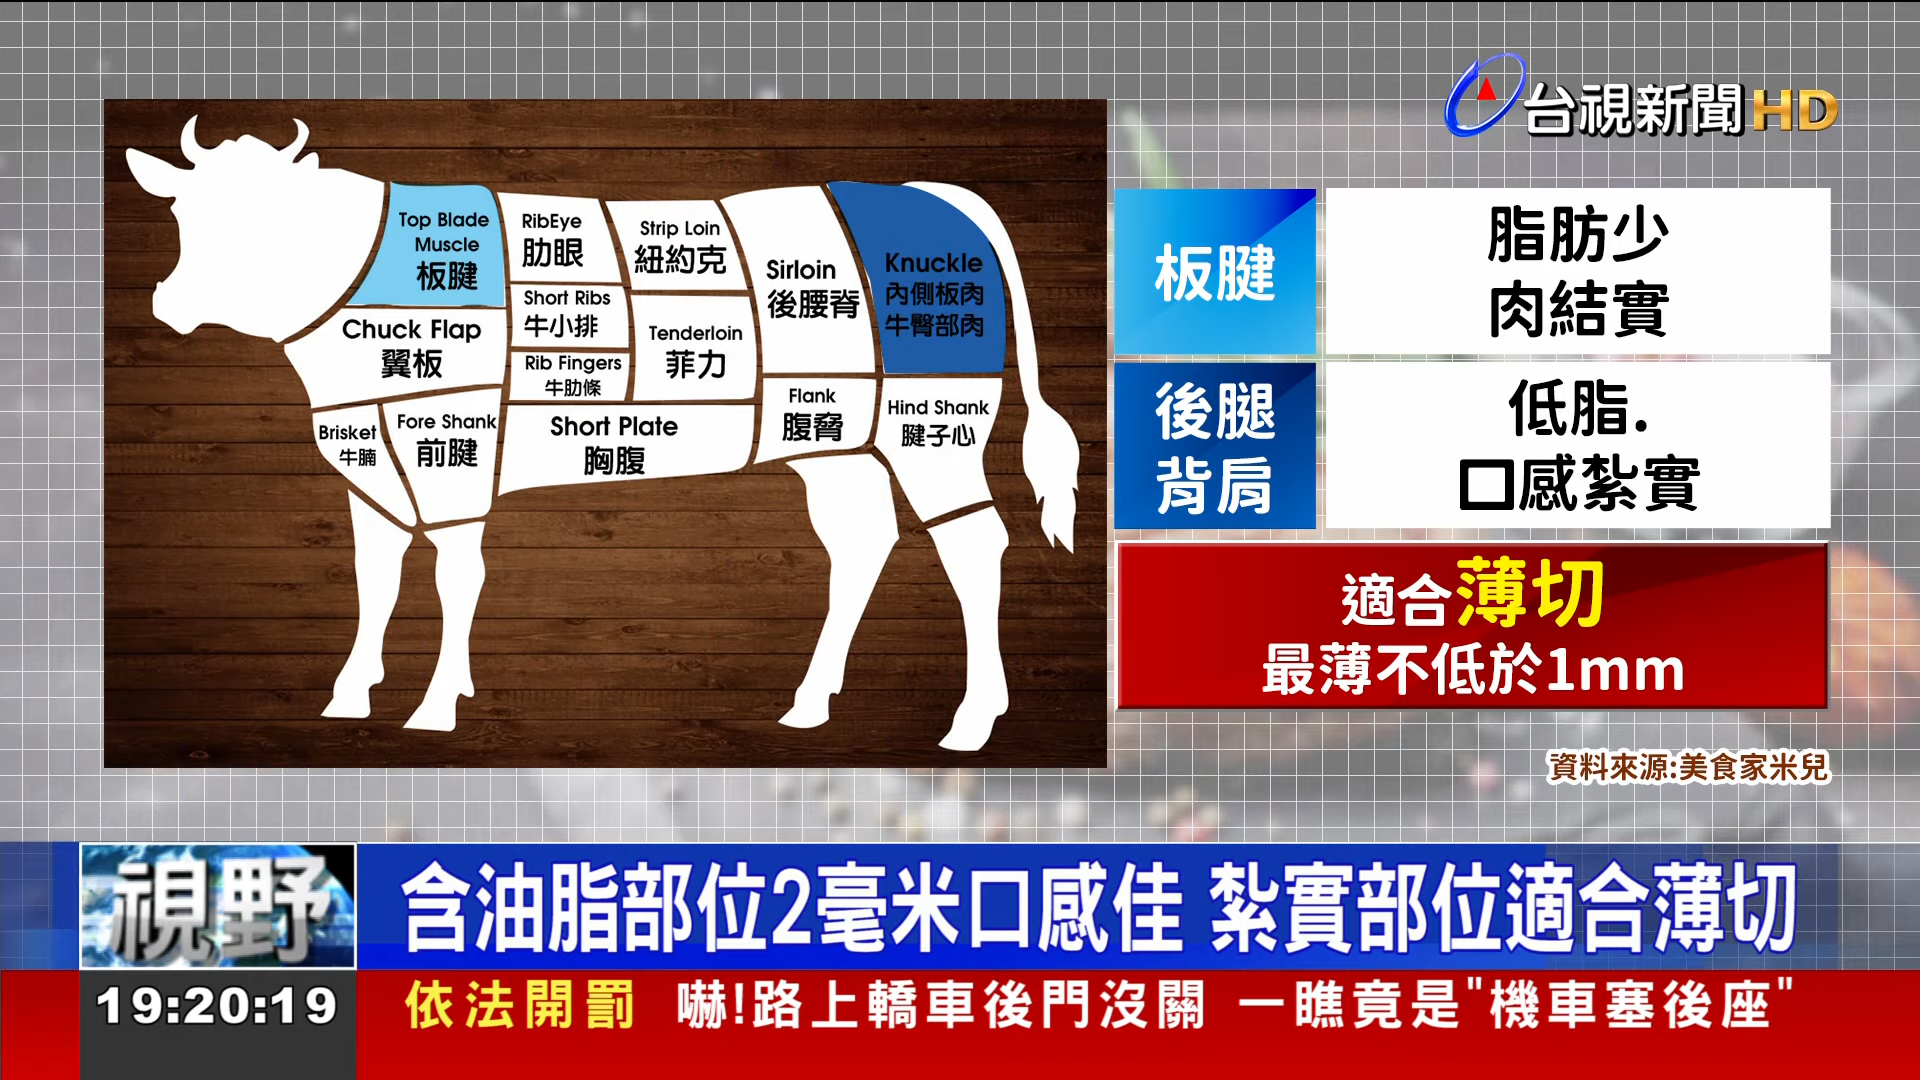 台視新聞HD
Top Blade
Muscle
板腱
RibEye
肋眼
Strip Loin
紐約克
Sirloin
後腰脊
Knuckle
內側板肉
牛臀部肉
Chuck Flap
翼板
Short Ribs
牛小排
Rib Fingers
牛肋條
Tenderloin
菲力
Brisket
牛腩
Fore Shank
前腱
Short Plate
胸腹
Flank
腹脅
Hind Shank
腱子心
板腱
脂肪少
肉結實
後腿
背肩
低脂.
口感紮實
適合薄切
最薄不低於1mm
資料來源:美食家米兒
視野
含油脂部位2毫米口感佳 紮實部位適合薄切
19:20:19
依法開罰 嚇!路上轎車後門沒關 一瞧竟是"機車塞後座"